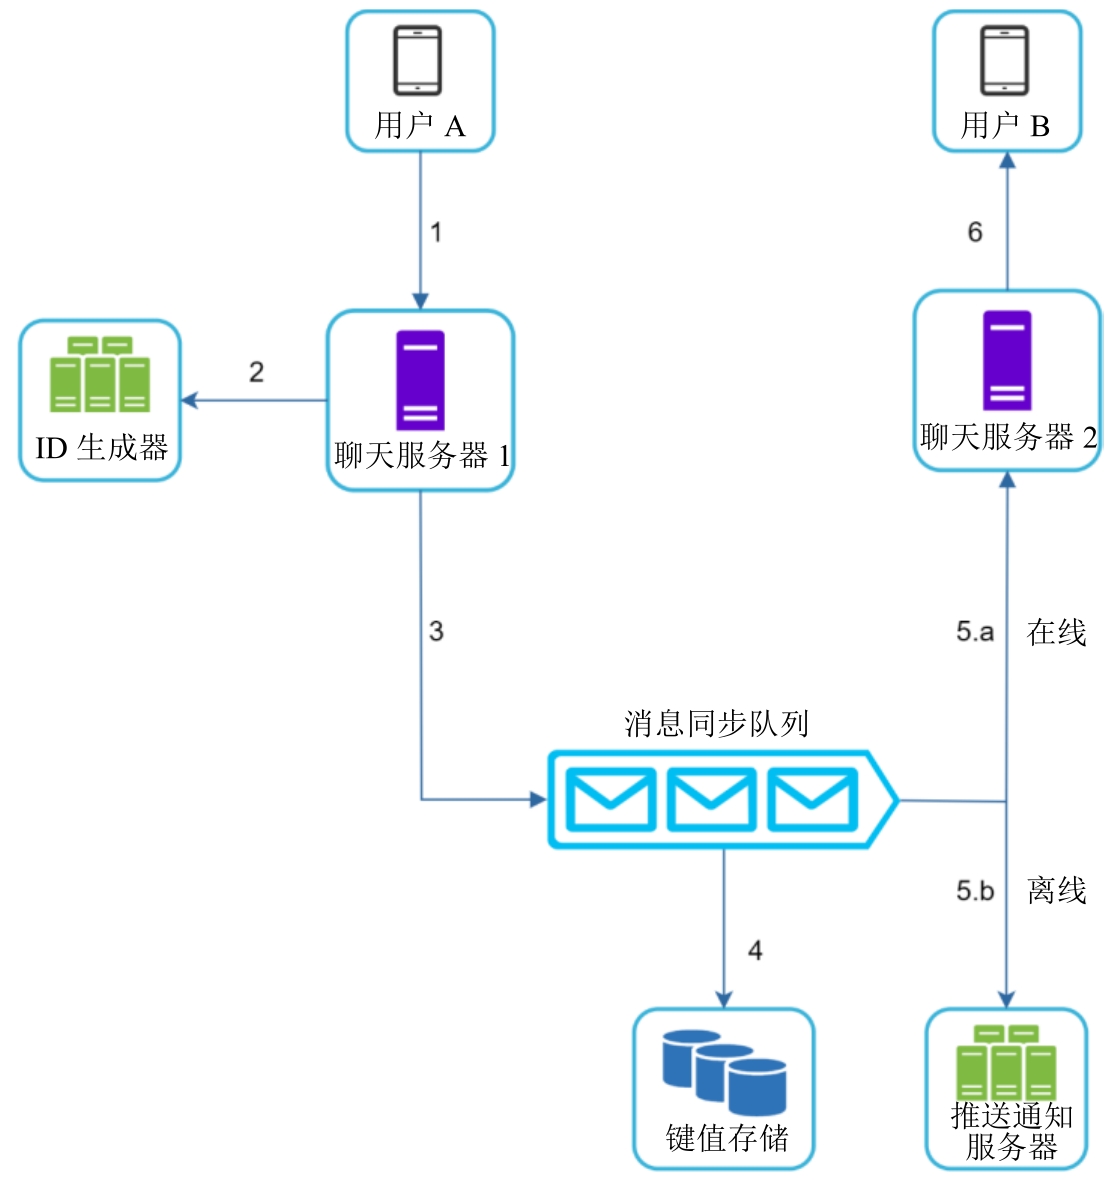 用户 A
用户 B
1
6
2
ID 生成器
聊天服务器 1
聊天服务器 2
3
5.a 在线
消息同步队列
5.b 离线
4
键值存储
推送通知
服务器